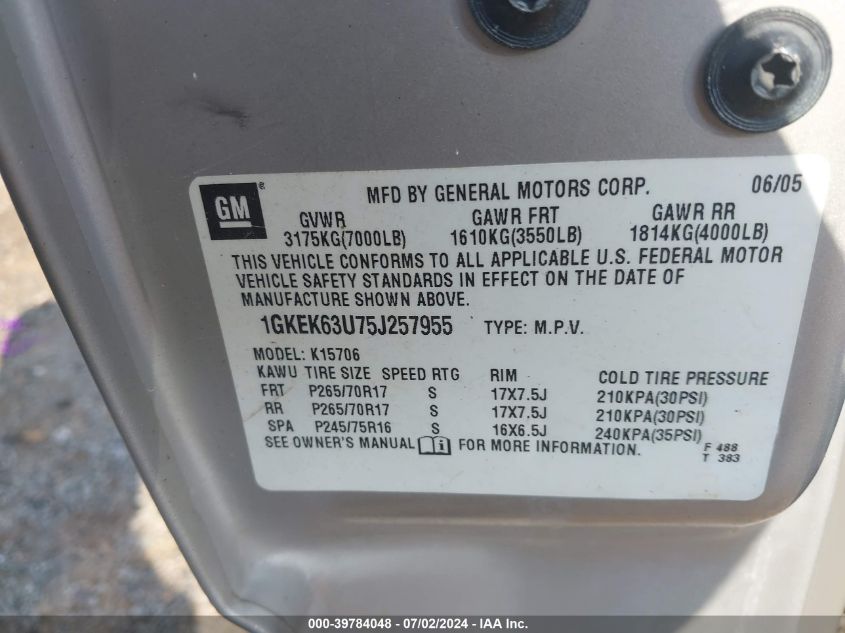 GM® MFD BY GENERAL MOTORS CORP. 06/05
GVWR GAWR FRT GAWR RR
3175KG(7000LB) 1610KG(3550LB) 1814KG(4000LB)
THIS VEHICLE CONFORMS TO ALL APPLICABLE U.S. FEDERAL MOTOR
VEHICLE SAFETY STANDARDS IN EFFECT ON THE DATE OF
MANUFACTURE SHOWN ABOVE.
1GKEK63U75J257955 TYPE: M.P.V.
MODEL: K15706
KAWU TIRE SIZE SPEED RTG RIM COLD TIRE PRESSURE
FRT P265/70R17 S 17X7.5J 210KPA(30PSI)
RR P265/70R17 S 17X7.5J 210KPA(30PSI)
SPA P245/75R16 S 16X6.5J 240KPA(35PSI)
SEE OWNER'S MANUAL FOR MORE INFORMATION. F 488
T 383
000-39784048 - 07/02/2024 - IAA Inc.